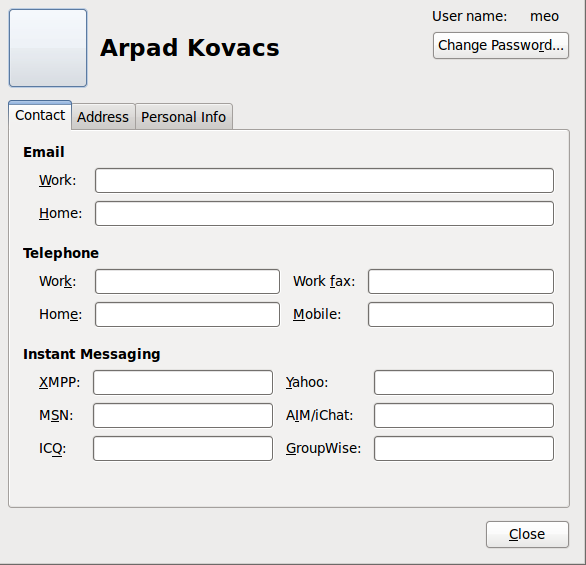 User name: meo
Arpad Kovacs
Change Password...
Contact Address Personal Info
Email
Work:
Home:
Telephone
Work: Work fax:
Home: Mobile:
Instant Messaging
XMPP: Yahoo:
MSN: AIM/iChat:
ICQ: GroupWise:
Close